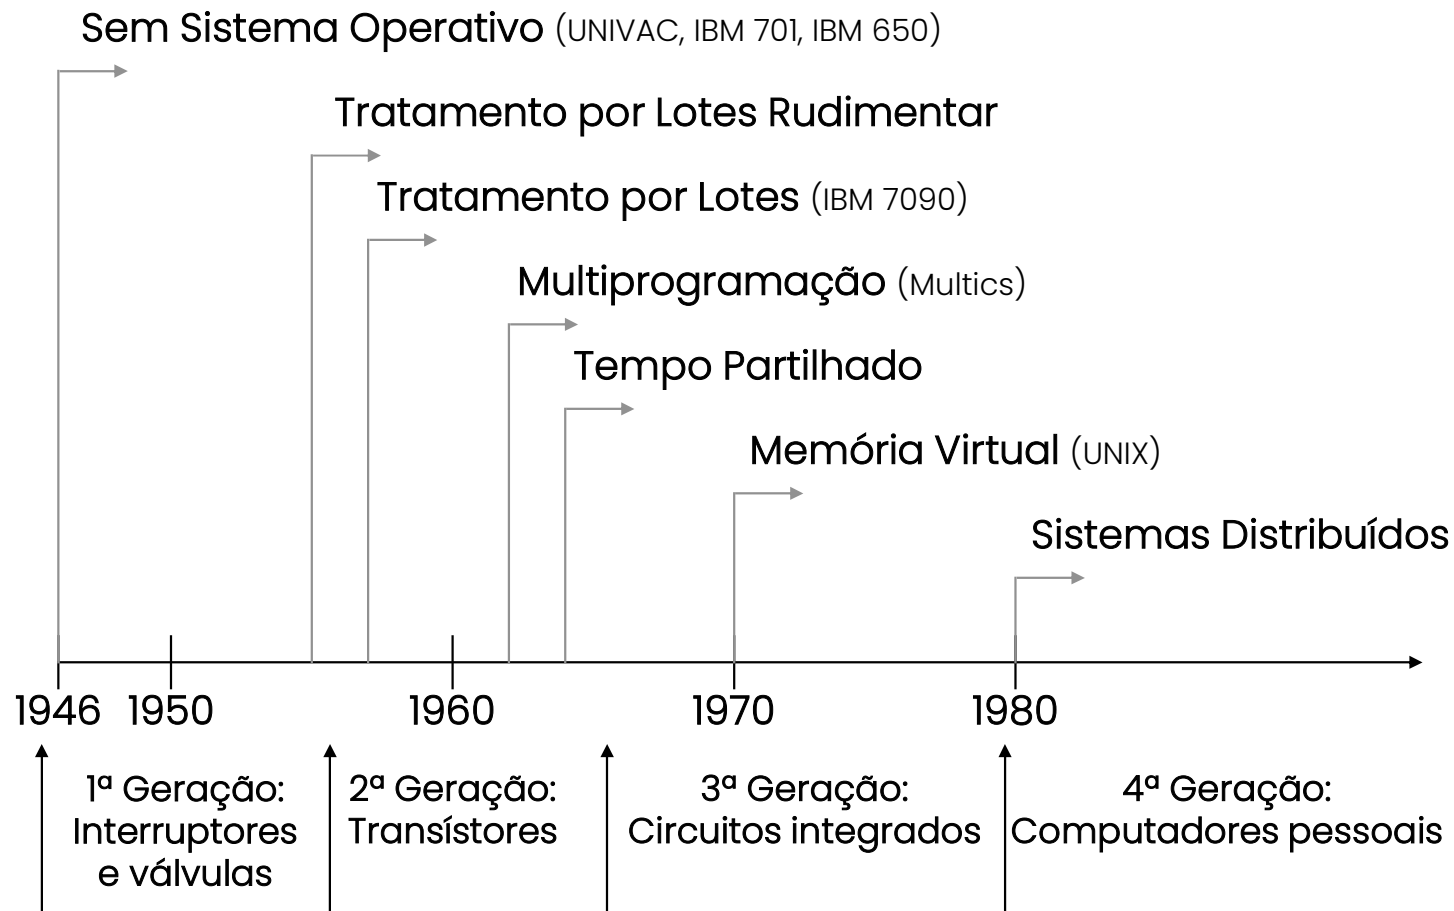 Sem Sistema Operativo (UNIVAC, IBM 701, IBM 650)
Tratamento por Lotes Rudimentar
Tratamento por Lotes (IBM 7090)
Multiprogramação (Multics)
Tempo Partilhado
Memória Virtual (UNIX)
Sistemas Distribuídos
1946 1950 1960 1970 1980
1ª Geração:
Interruptores
e válvulas
2ª Geração:
Transístores
3ª Geração:
Circuitos integrados
4ª Geração:
Computadores pessoais